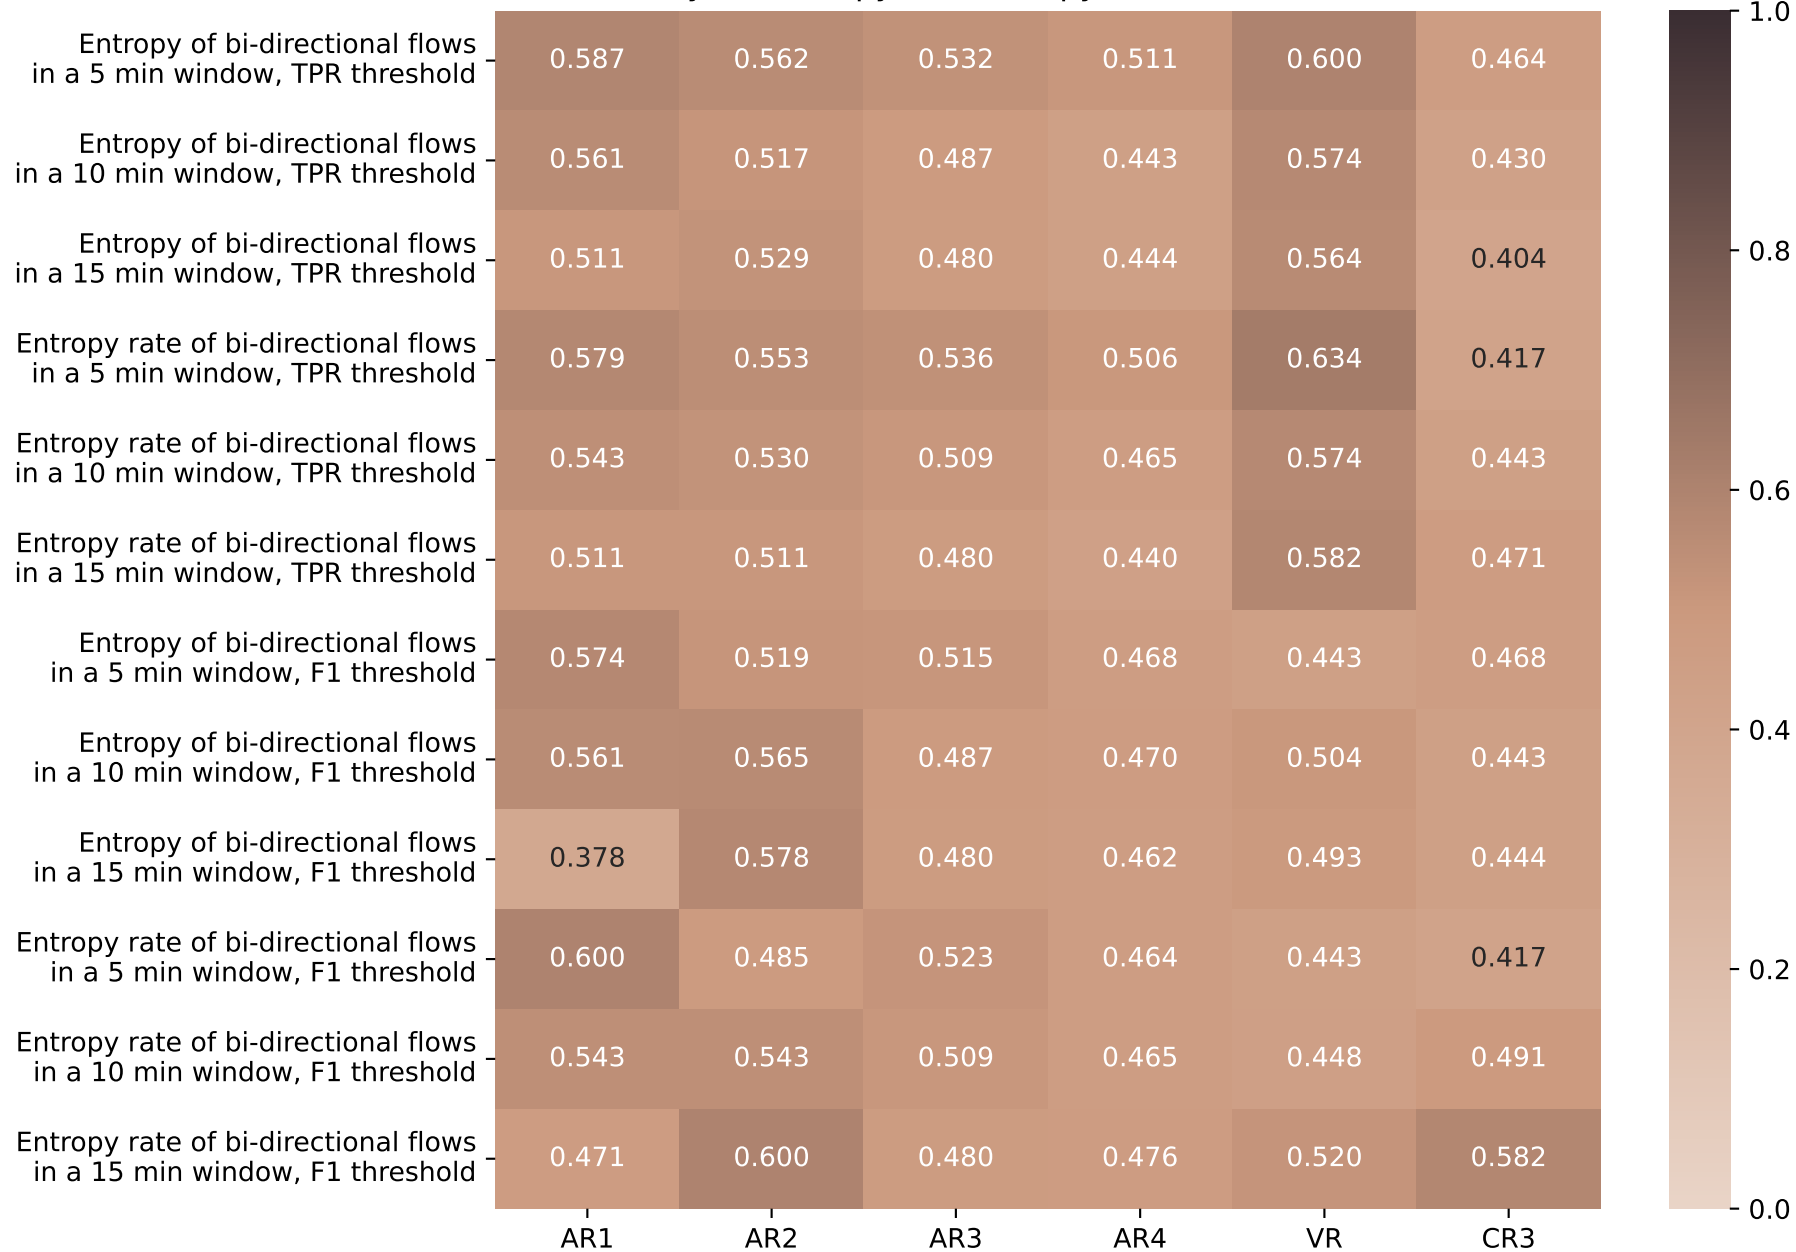 Entropy of bi-directional flows
in a 5 min window, TPR threshold
0.587 0.562 0.532 0.511 0.600 0.464
Entropy of bi-directional flows
in a 10 min window, TPR threshold
0.561 0.517 0.487 0.443 0.574 0.430
Entropy of bi-directional flows
in a 15 min window, TPR threshold
0.511 0.529 0.480 0.444 0.564 0.404
Entropy rate of bi-directional flows
in a 5 min window, TPR threshold
0.579 0.553 0.536 0.506 0.634 0.417
Entropy rate of bi-directional flows
in a 10 min window, TPR threshold
0.543 0.530 0.509 0.465 0.574 0.443
Entropy rate of bi-directional flows
in a 15 min window, TPR threshold
0.511 0.511 0.480 0.440 0.582 0.471
Entropy of bi-directional flows
in a 5 min window, F1 threshold
0.574 0.519 0.515 0.468 0.443 0.468
Entropy of bi-directional flows
in a 10 min window, F1 threshold
0.561 0.565 0.487 0.470 0.504 0.443
Entropy of bi-directional flows
in a 15 min window, F1 threshold
0.378 0.578 0.480 0.462 0.493 0.444
Entropy rate of bi-directional flows
in a 5 min window, F1 threshold
0.600 0.485 0.523 0.464 0.443 0.417
Entropy rate of bi-directional flows
in a 10 min window, F1 threshold
0.543 0.543 0.509 0.465 0.448 0.491
Entropy rate of bi-directional flows
in a 15 min window, F1 threshold
0.471 0.600 0.480 0.476 0.520 0.582
AR1 AR2 AR3 AR4 VR CR3
1.0
0.8
0.6
0.4
0.2
0.0